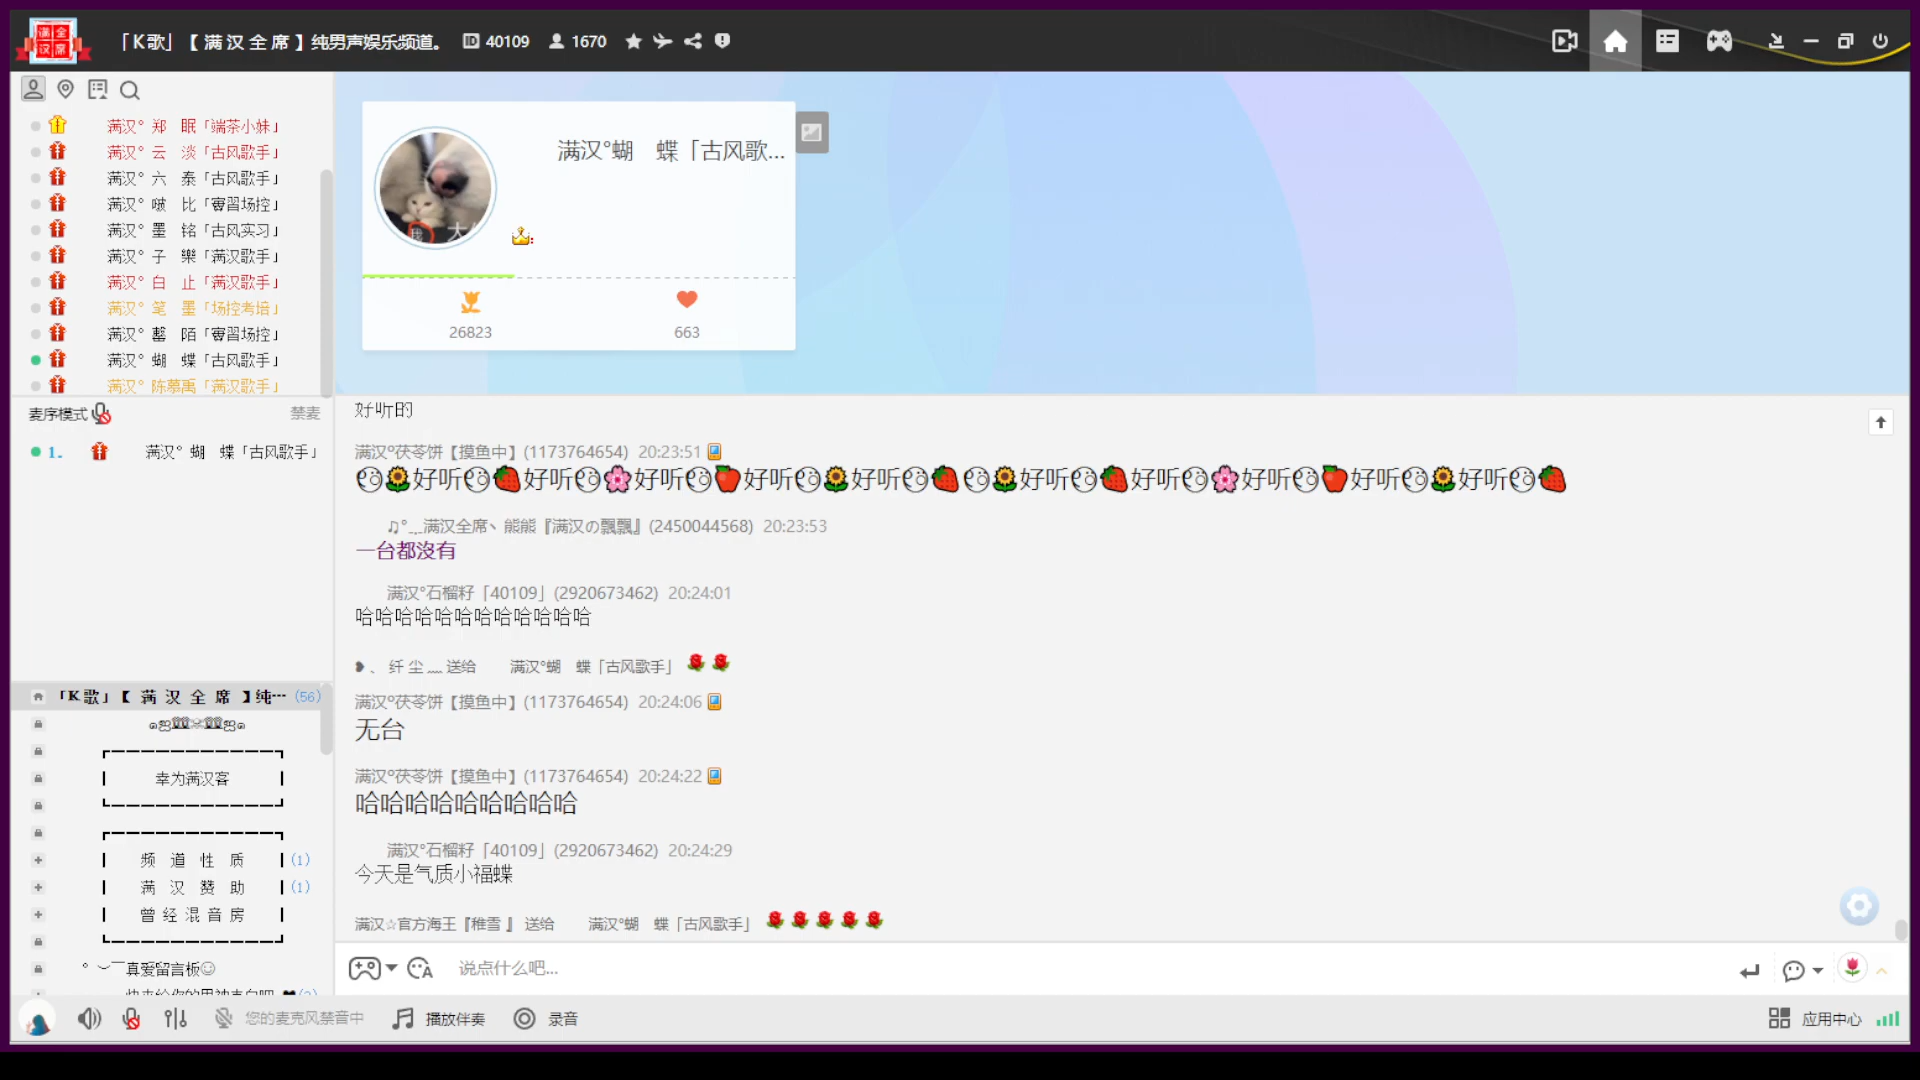 「K歌」【 满 汉 全 席 】纯男声娱乐频道。 ID 40109 1670
满全
汉席
满汉° 郑 眠「端茶小妹」
满汉° 云 淡「古风歌手」
满汉° 六 泰「古风歌手」
满汉° 啵 比「實習场控」
满汉° 墨 铭「古风实习」
满汉° 子 樂「满汉歌手」
满汉° 白 止「满汉歌手」
满汉° 笔 墨「场控考培」
满汉° 陌「實習场控」
满汉° 蝴 蝶「古风歌手」
满汉° 陈慕禹「满汉歌手」
麦序模式 禁麦
1. 满汉° 蝴 蝶「古风歌手」
「K歌」【 满 汉 全 席 】纯… (56)
幸为满汉客
频 道 性 质 (1)
满 汉 赞 助 (1)
曾 经 混 音 房
真爱留言板
满汉°蝴 蝶「古风歌...
我
26823
663
好听的
满汉°茯苓饼【摸鱼中】(1173764654) 20:23:51
好听好听好听好听好听好听好听好听好听好听
♫°﹎满汉全席丶熊熊『满汉の飘飘』(2450044568) 20:23:53
一台都沒有
满汉°石榴籽「40109」(2920673462) 20:24:01
哈哈哈哈哈哈哈哈哈哈哈哈
❥ 、 纤 尘 ﹏ 送给 满汉°蝴 蝶「古风歌手」
满汉°茯苓饼【摸鱼中】(1173764654) 20:24:06
无台
满汉°茯苓饼【摸鱼中】(1173764654) 20:24:22
哈哈哈哈哈哈哈哈哈
满汉°石榴籽「40109」(2920673462) 20:24:29
今天是气质小福蝶
满汉☆官方海王『稚雪 』 送给 满汉°蝴 蝶「古风歌手」
说点什么吧...
您的麦克风禁音中 播放伴奏 录音 应用中心